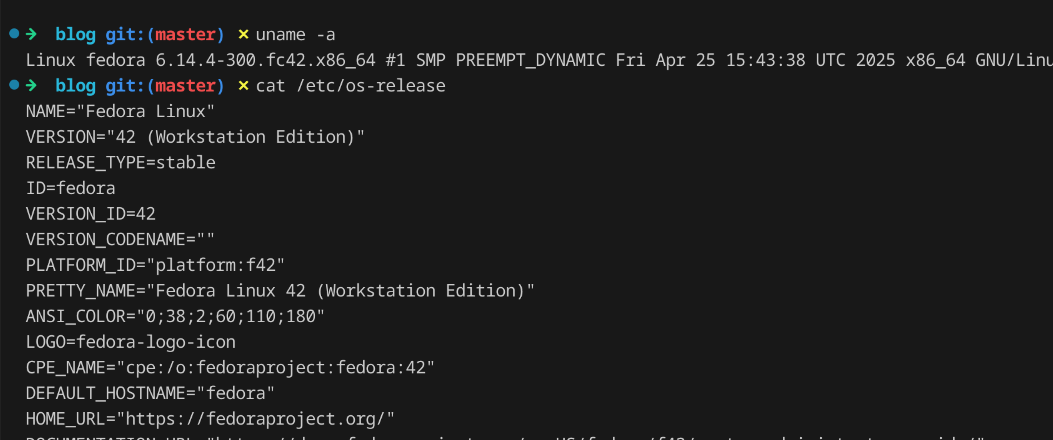 ➜ blog git:(master) ✗ uname -a
Linux fedora 6.14.4-300.fc42.x86_64 #1 SMP PREEMPT_DYNAMIC Fri Apr 25 15:43:38 UTC 2025 x86_64 GNU/Linu
➜ blog git:(master) ✗ cat /etc/os-release
NAME="Fedora Linux"
VERSION="42 (Workstation Edition)"
RELEASE_TYPE=stable
ID=fedora
VERSION_ID=42
VERSION_CODENAME=""
PLATFORM_ID="platform:f42"
PRETTY_NAME="Fedora Linux 42 (Workstation Edition)"
ANSI_COLOR="0;38;2;60;110;180"
LOGO=fedora-logo-icon
CPE_NAME="cpe:/o:fedoraproject:fedora:42"
DEFAULT_HOSTNAME="fedora"
HOME_URL="https://fedoraproject.org/"